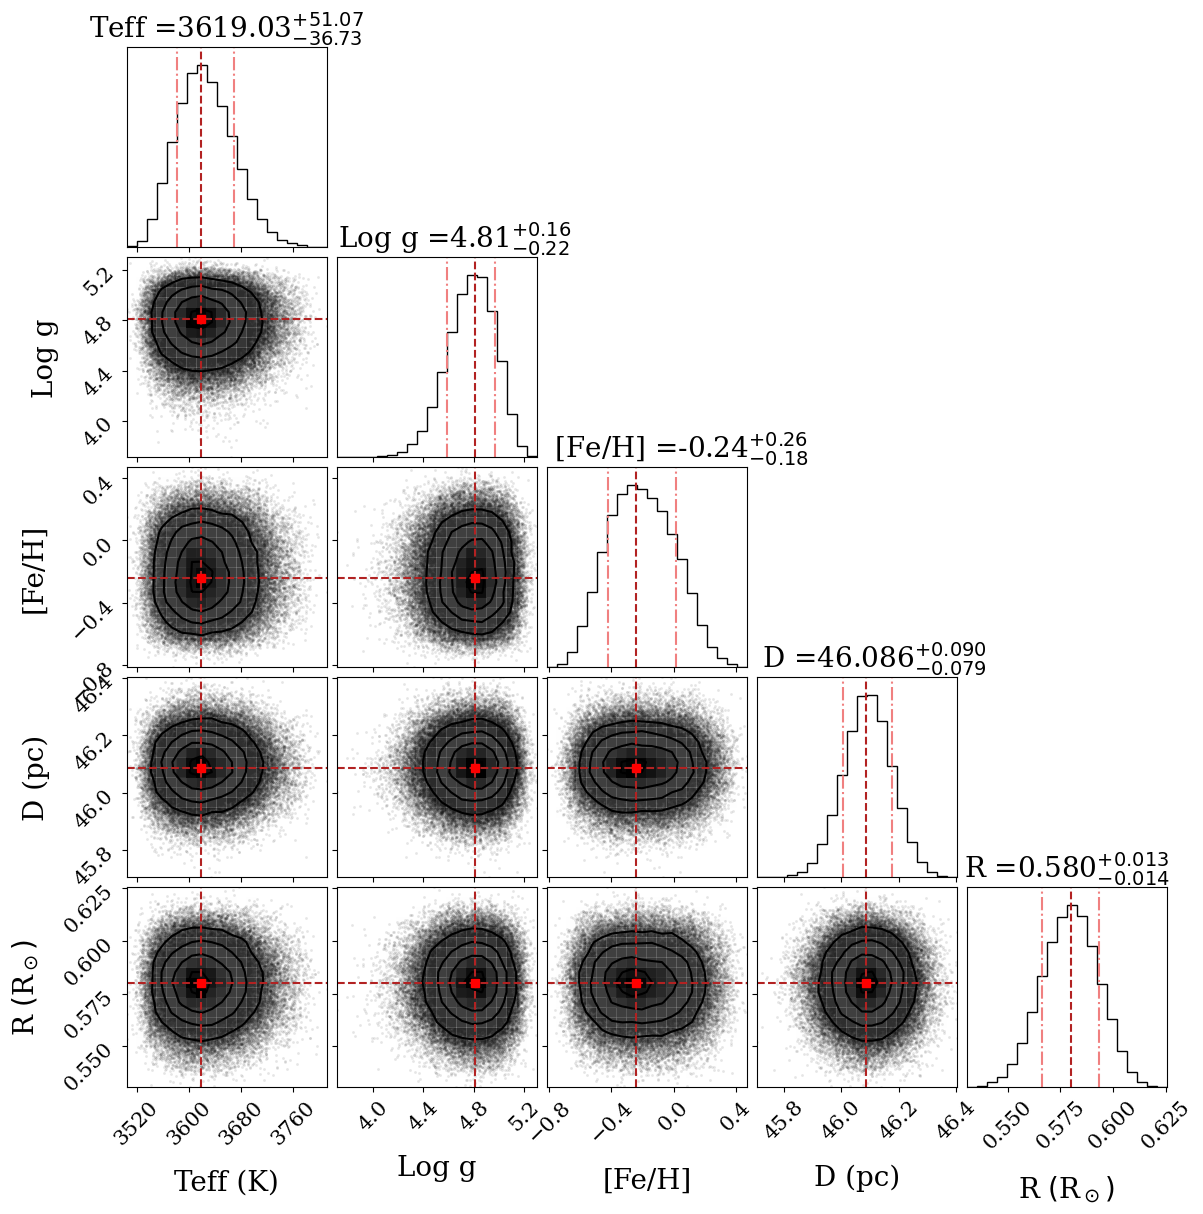 Teff =3619.03+51.07−36.73
Log g =4.81+0.16−0.22
5.2
4.8
4.4
4.0
Log g
[Fe/H] =-0.24+0.26−0.18
0.4
0.0
−0.4
−0.8
[Fe/H]
D =46.086+0.090−0.079
46.4
46.2
46.0
45.8
D (pc)
R =0.580+0.013−0.014
0.625
0.600
0.575
0.550
R (R⊙)
3520 3600 3680 3760
4.0 4.4 4.8 5.2
−0.8 −0.4 0.0 0.4
45.8 46.0 46.2 46.4
0.550 0.575 0.600 0.625
Teff (K)
Log g
[Fe/H]
D (pc)
R (R⊙)